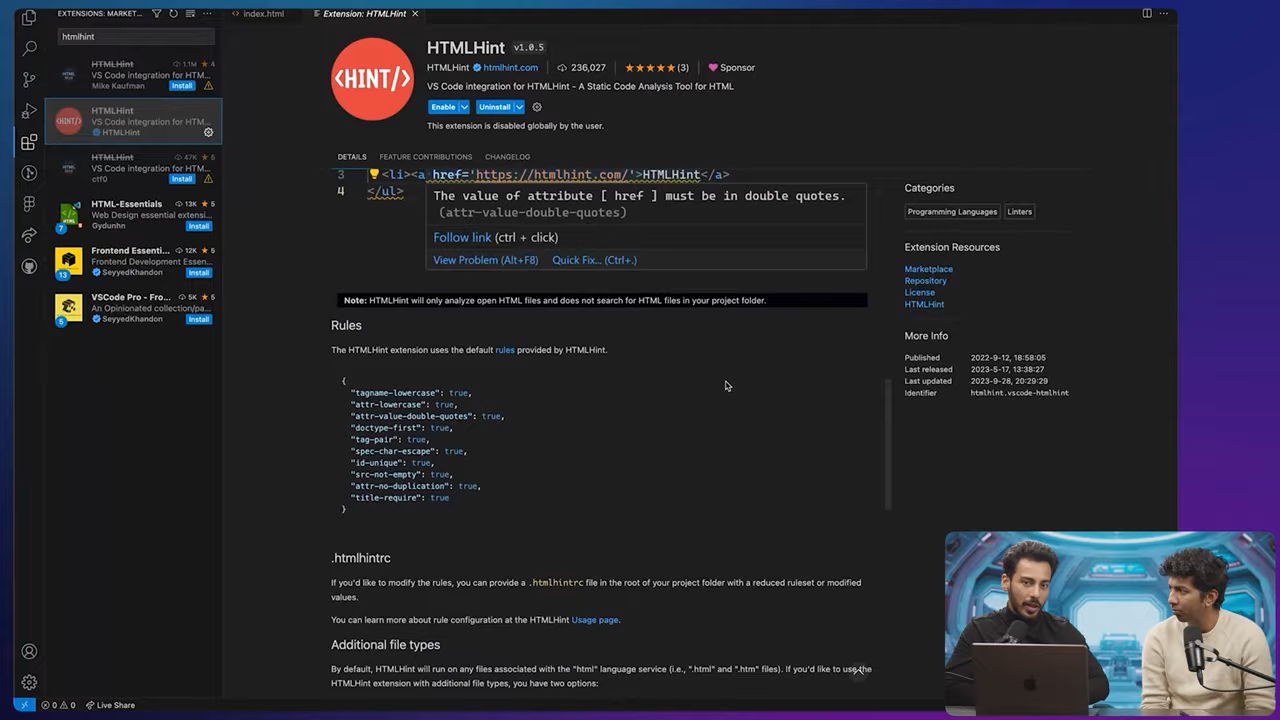 EXTENSIONS: MARKET...
htmlhint
HTMLHint 1.1M 4
VS Code integration for HTM...
Mike Kaufman Install
HTMLHint
VS Code integration for HTM...
HTMLHint
HTMLHint 47K 5
VS Code integration for HTM...
ctf0 Install
HTML-Essentials 13K 5
Web Design essential extensi...
Gydunhn Install
7
Frontend Essenti... 12K 5
Frontend Development Essen...
SeyyedKhandon Install
13
VSCode Pro - Fro... 5K 5
An Opinionated collection/pa...
SeyyedKhandon Install
5
index.html
Extension: HTMLHint
<HINT/>
HTMLHint v1.0.5
HTMLHint htmlhint.com 236,027 (3) Sponsor
VS Code integration for HTMLHint - A Static Code Analysis Tool for HTML
Enable Uninstall
This extension is disabled globally by the user.
DETAILS FEATURE CONTRIBUTIONS CHANGELOG
3 <li><a href='https://htmlhint.com/'>HTMLHint</a>
4 </ul>
The value of attribute [ href ] must be in double quotes.
(attr-value-double-quotes)
Follow link (ctrl + click)
View Problem (Alt+F8) Quick Fix... (Ctrl+.)
Note: HTMLHint will only analyze open HTML files and does not search for HTML files in your project folder.
Rules
The HTMLHint extension uses the default rules provided by HTMLHint.
{
"tagname-lowercase": true,
"attr-lowercase": true,
"attr-value-double-quotes": true,
"doctype-first": true,
"tag-pair": true,
"spec-char-escape": true,
"id-unique": true,
"src-not-empty": true,
"attr-no-duplication": true,
"title-require": true
}
.htmlhintrc
If you'd like to modify the rules, you can provide a .htmlhintrc file in the root of your project folder with a reduced ruleset or modified
values.
You can learn more about rule configuration at the HTMLHint Usage page.
Additional file types
By default, HTMLHint will run on any files associated with the "html" language service (i.e., ".html" and ".htm" files). If you'd like to use the
HTMLHint extension with additional file types, you have two options:
Categories
Programming Languages Linters
Extension Resources
Marketplace
Repository
License
HTMLHint
More Info
Published 2022-9-12, 18:58:05
Last released 2023-5-17, 13:38:27
Last updated 2023-9-28, 20:29:29
Identifier htmlhint.vscode-htmlhint
0 0 Live Share